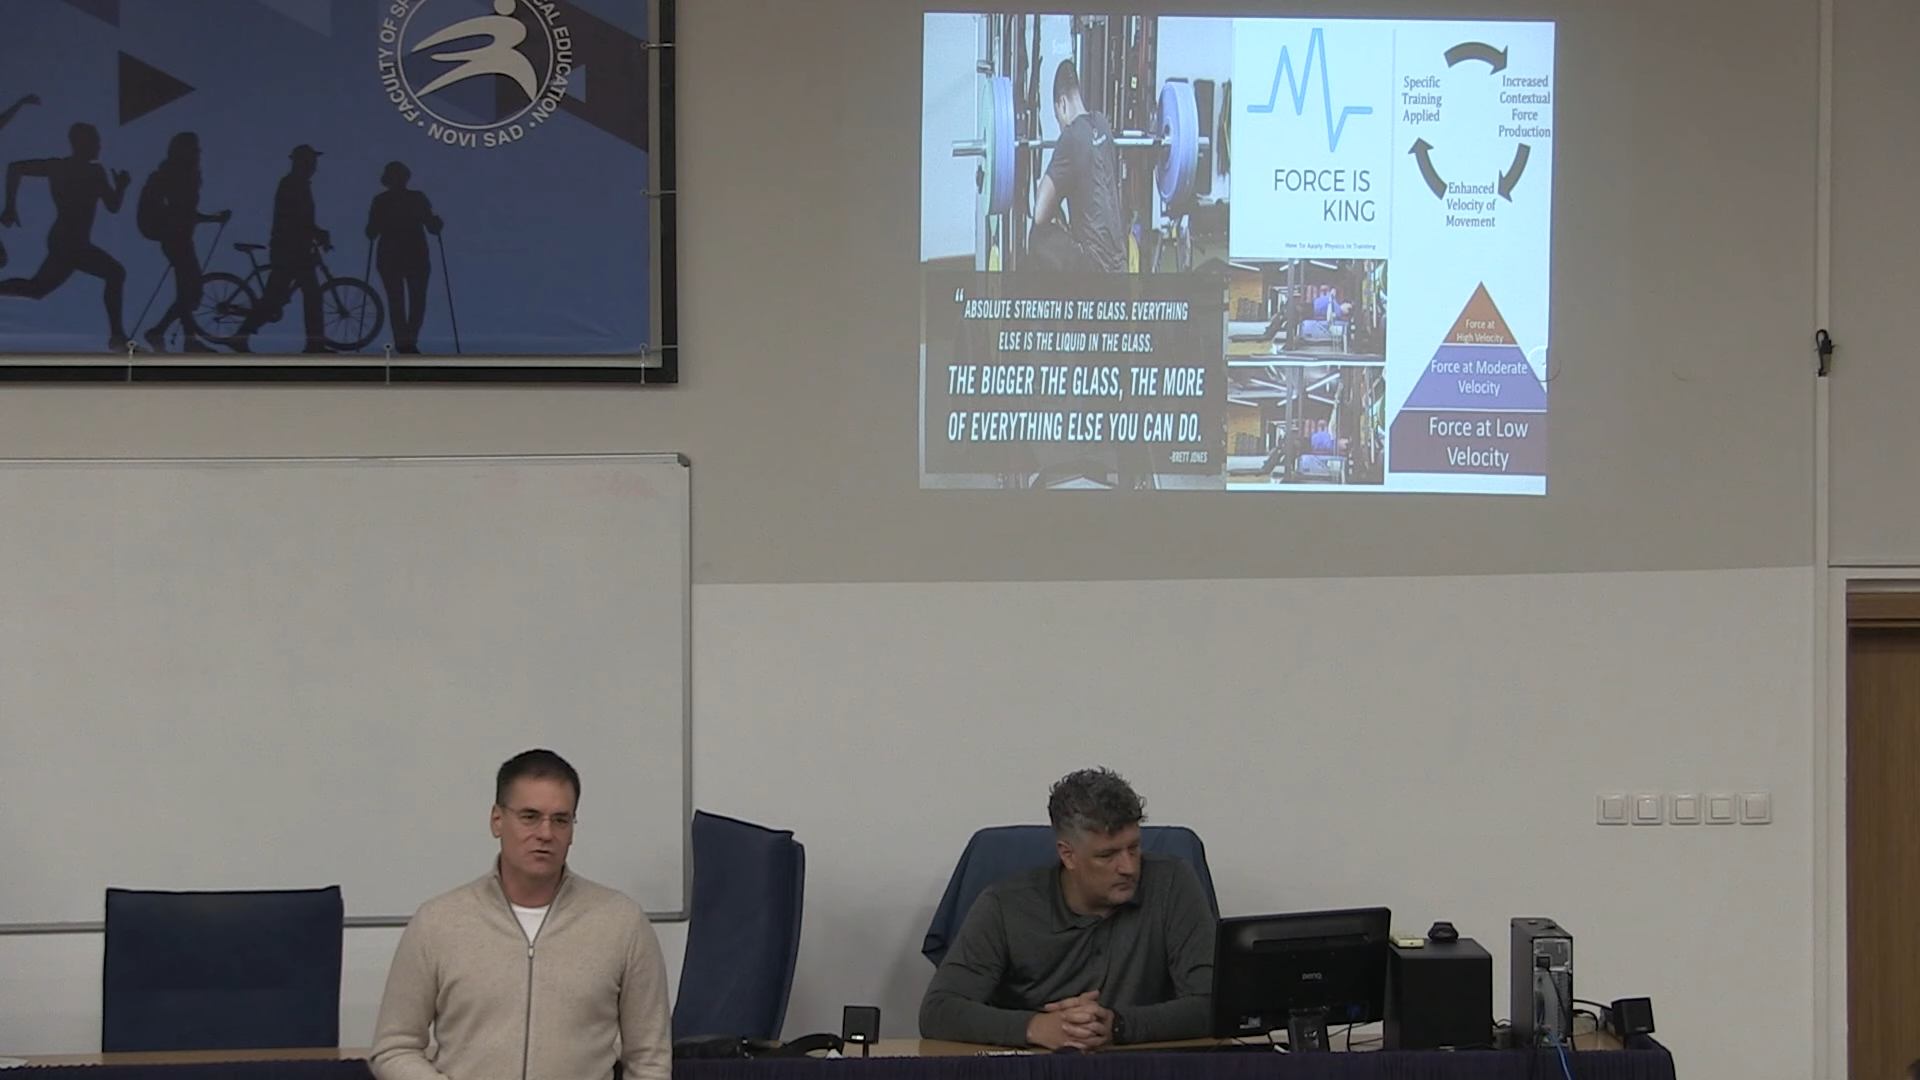 FACULTY OF
CAL EDUCATION
• NOVI SAD •
“ABSOLUTE STRENGTH IS THE GLASS. EVERYTHING
ELSE IS THE LIQUID IN THE GLASS.
THE BIGGER THE GLASS, THE MORE
OF EVERYTHING ELSE YOU CAN DO.
-BRETT JONES
FORCE IS
KING
How To Apply Physics In Training
Specific
Training
Applied
Increased
Contextual
Force
Production
Enhanced
Velocity of
Movement
Force at
High Velocity
Force at Moderate
Velocity
Force at Low
Velocity
BenQ